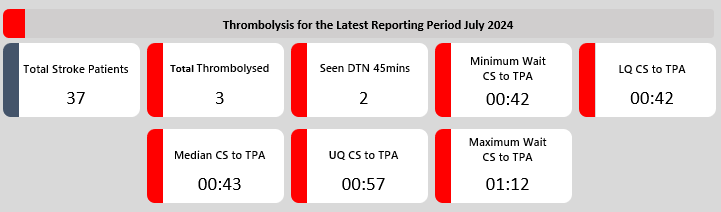 Thrombolysis for the Latest Reporting Period July 2024
Total Stroke Patients
37
Total Thrombolysed
3
Seen DTN 45mins
2
Minimum Wait
CS to TPA
00:42
LQ CS to TPA
00:42
Median CS to TPA
00:43
UQ CS to TPA
00:57
Maximum Wait
CS to TPA
01:12